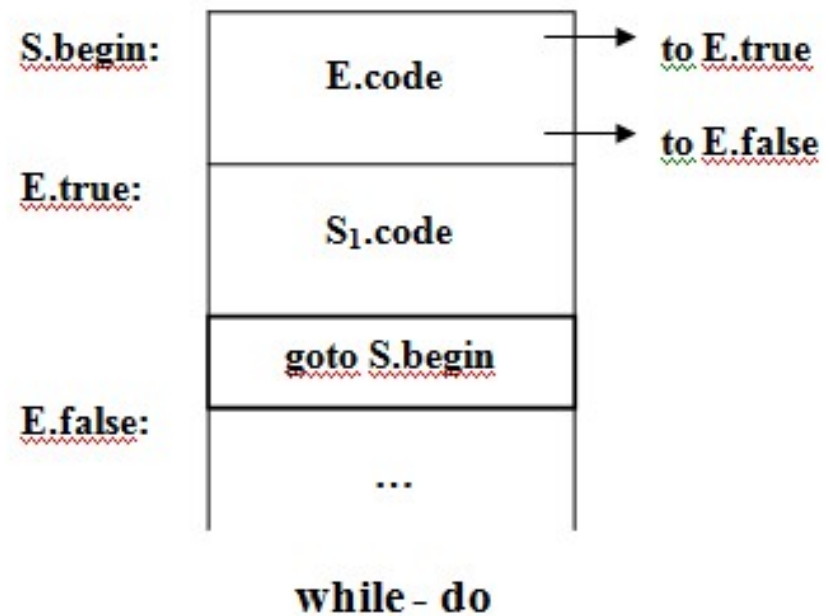 S.begin:
E.code
to E.true
to E.false
E.true:
S₁.code
goto S.begin
E.false:
...
while - do